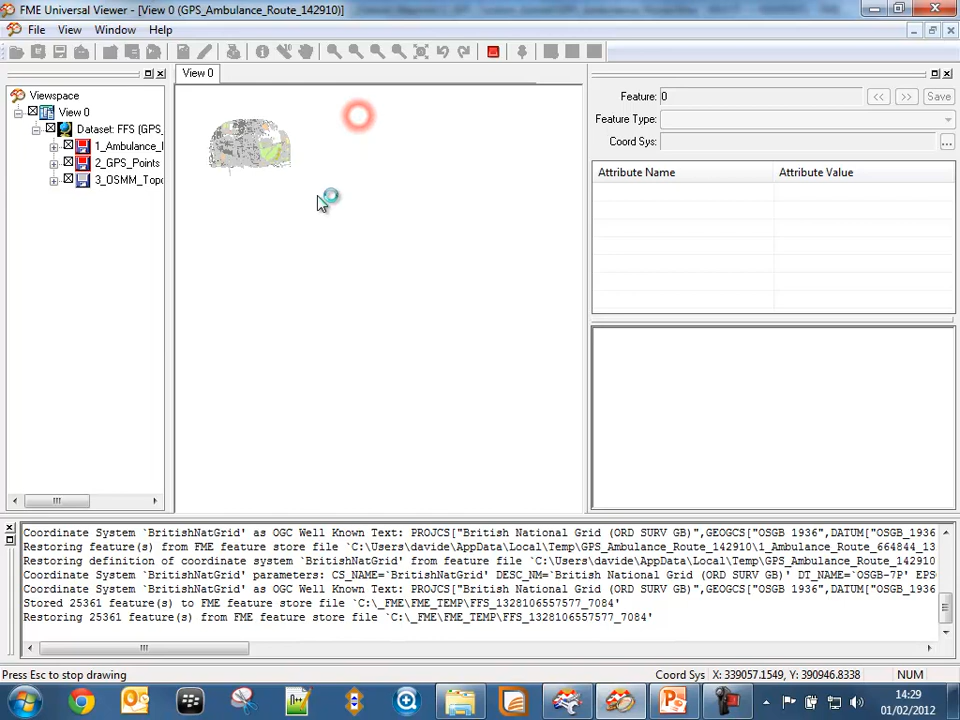 FME Universal Viewer - [View 0 (GPS_Ambulance_Route_142910)]
File View Window Help
View 0
Viewspace
View 0
Dataset: FFS (GPS_
1_Ambulance_
2_GPS_Points
3_OSMM_Topo
Feature: 0
<< >> Save
Feature Type:
Coord Sys:
...
Attribute Name Attribute Value
Coordinate System `BritishNatGrid' as OGC Well Known Text: PROJCS["British National Grid (ORD SURV GB)",GEOGCS["OSGB 1936",DATUM["OSGB_1936
Restoring feature(s) from FME feature store file `C:\Users\davide\AppData\Local\Temp\GPS_Ambulance_Route_142910\1_Ambulance_Route_664844_13
Restoring definition of coordinate system `BritishNatGrid' from feature file `C:\Users\davide\AppData\Local\Temp\GPS_Ambulance_Route_142910
Coordinate System `BritishNatGrid' parameters: CS_NAME=`BritishNatGrid' DESC_NM=`British National Grid (ORD SURV GB)' DT_NAME=`OSGB-7P' EPS
Coordinate System `BritishNatGrid' as OGC Well Known Text: PROJCS["British National Grid (ORD SURV GB)",GEOGCS["OSGB 1936",DATUM["OSGB_1936
Stored 25361 feature(s) to FME feature store file `C:\_FME\FME_TEMP\FFS_1328106557577_7084'
Restoring 25361 feature(s) from FME feature store file `C:\_FME\FME_TEMP\FFS_1328106557577_7084'
Press Esc to stop drawing
Coord Sys X: 339057.1549, Y: 390946.8338 NUM
14:29
01/02/2012